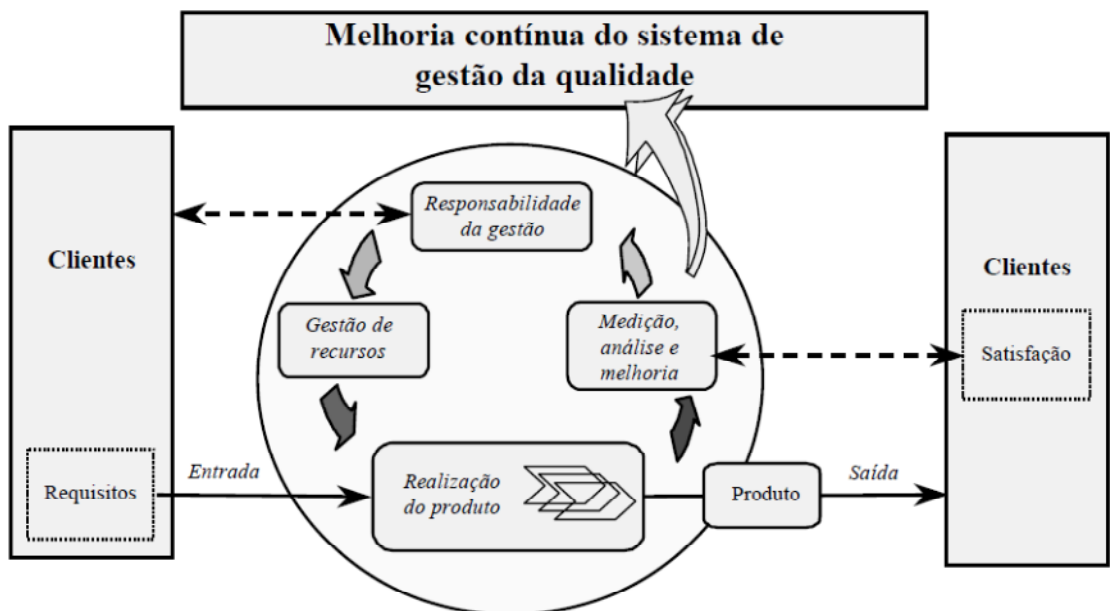 Melhoria contínua do sistema de
gestão da qualidade
Clientes
Requisitos
Entrada
Responsabilidade
da gestão
Gestão de
recursos
Medição,
análise e
melhoria
Realização
do produto
Produto
Saída
Clientes
Satisfação